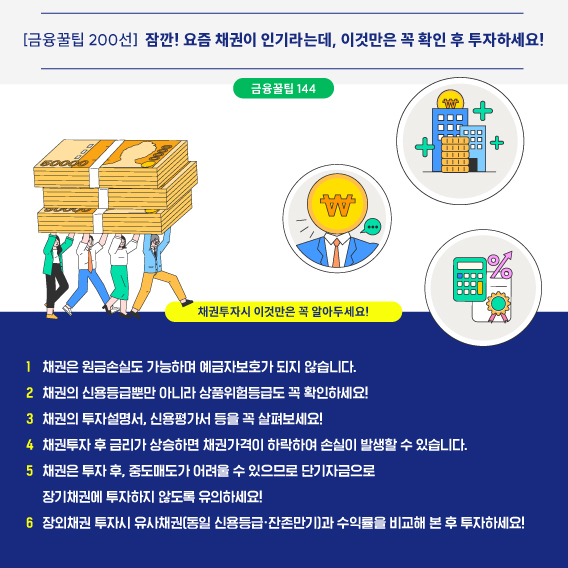 [금융꿀팁 200선] 잠깐! 요즘 채권이 인기라는데, 이것만은 꼭 확인 후 투자하세요!
금융꿀팁 144
50000
50000
50000
₩
₩
채권투자시 이것만은 꼭 알아두세요!
1 채권은 원금손실도 가능하며 예금자보호가 되지 않습니다.
2 채권의 신용등급뿐만 아니라 상품위험등급도 꼭 확인하세요!
3 채권의 투자설명서, 신용평가서 등을 꼭 살펴보세요!
4 채권투자 후 금리가 상승하면 채권가격이 하락하여 손실이 발생할 수 있습니다.
5 채권은 투자 후, 중도매도가 어려울 수 있으므로 단기자금으로
장기채권에 투자하지 않도록 유의하세요!
6 장외채권 투자시 유사채권(동일 신용등급·잔존만기)과 수익률을 비교해 본 후 투자하세요!